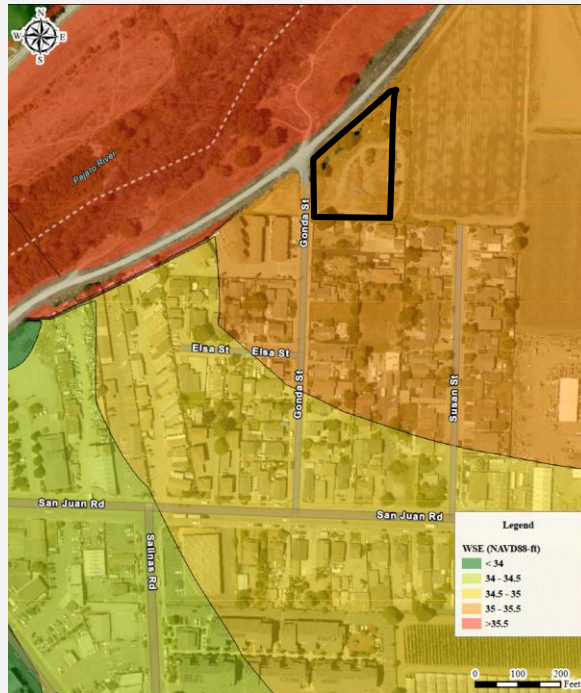 N
W E
S
Pajaro River
Gonda St
Elsa St Elsa St
Gonda St
Susan St
San Juan Rd San Juan Rd
Salinas Rd
Legend
WSE (NAVD88-ft)
< 34
34 - 34.5
34.5 - 35
35 - 35.5
>35.5
0 100 200
Feet